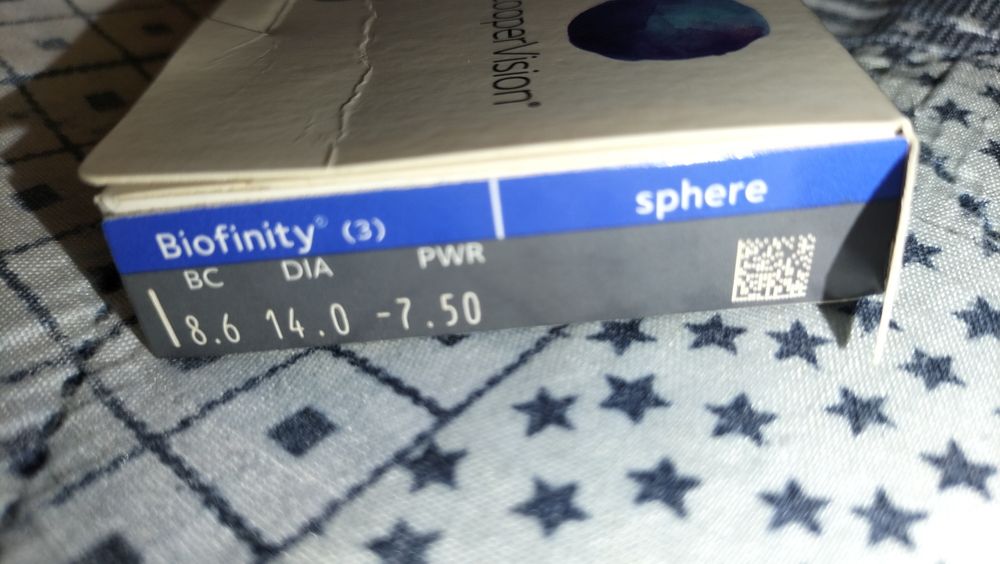 CooperVision®
Biofinity® (3) sphere
BC DIA PWR
8.6 14.0 -7.50